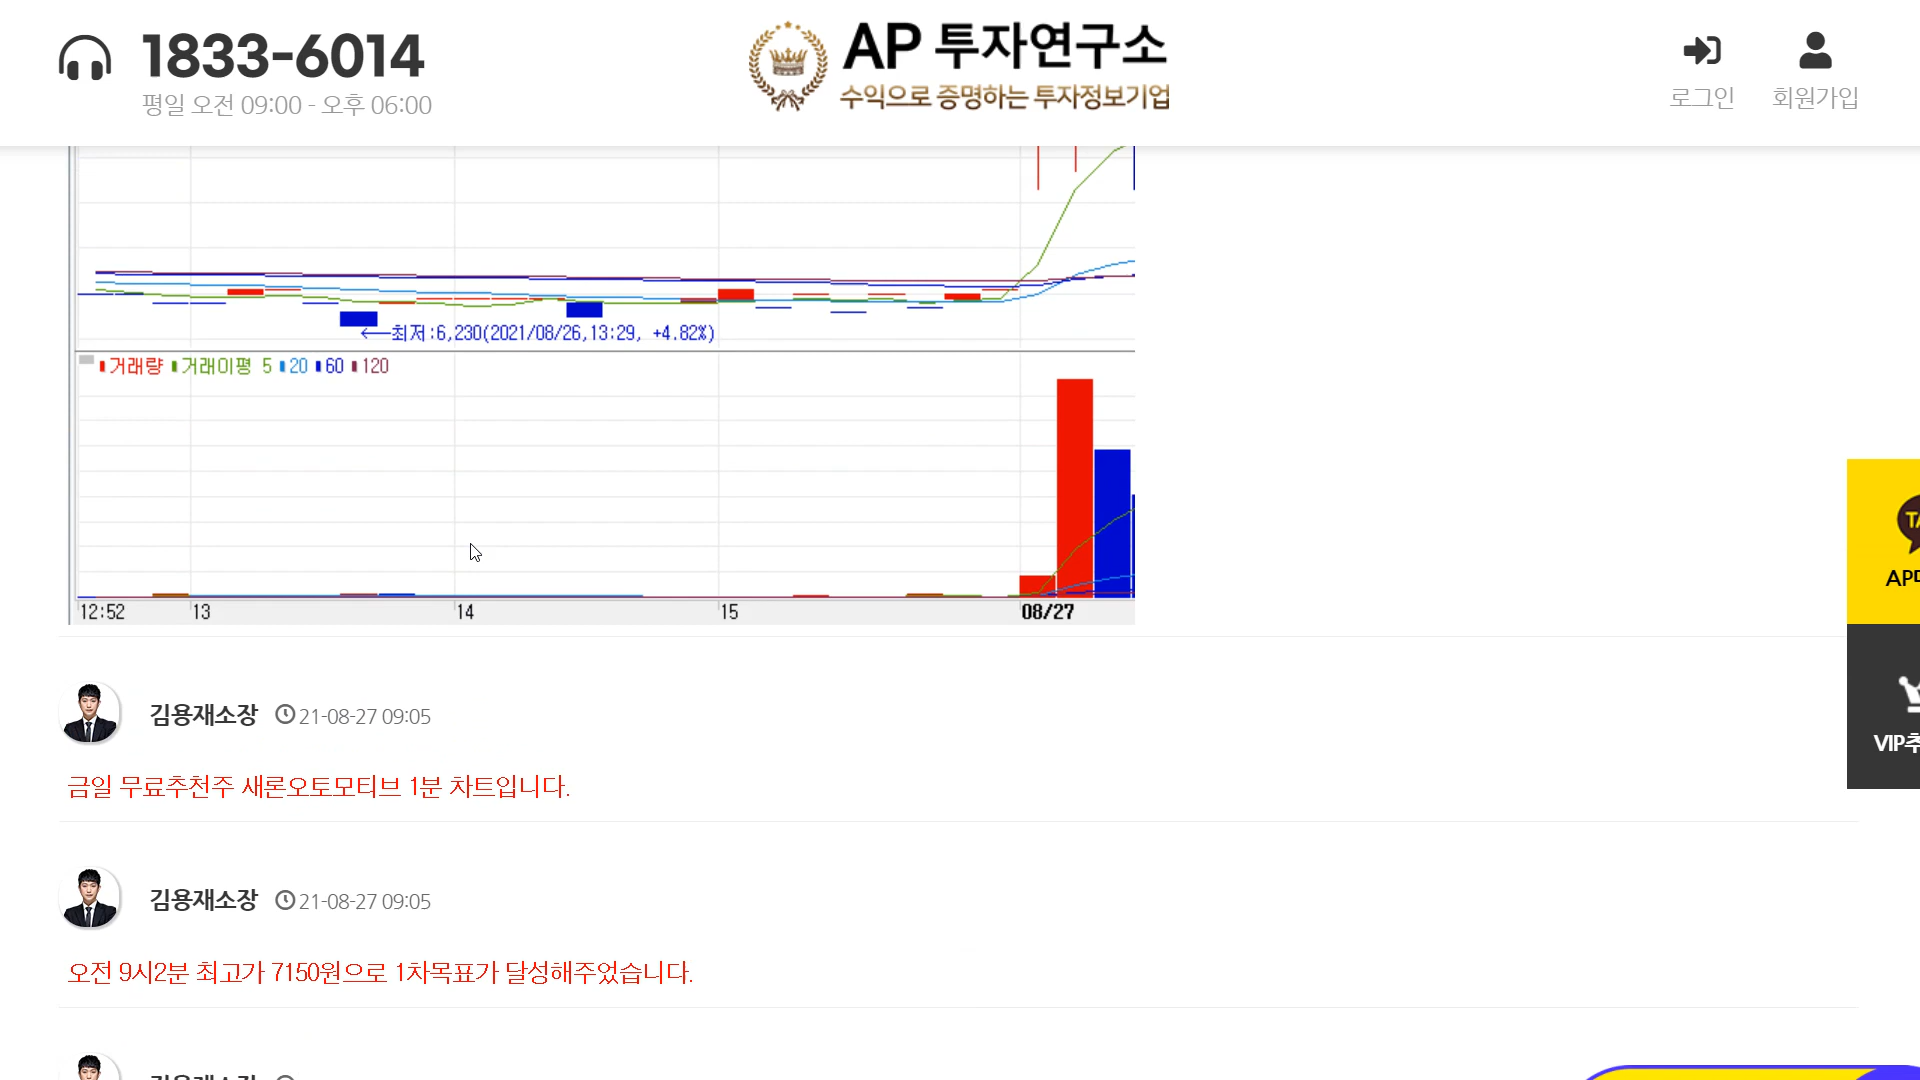 1833-6014
평일 오전 09:00 - 오후 06:00
AP 투자연구소
수익으로 증명하는 투자정보기업
로그인
회원가입
최저:6,230(2021/08/26,13:29, +4.82%)
거래량 거래이평 5 20 60 120
12:52 13 14 15 08/27
김용재소장 21-08-27 09:05
금일 무료추천주 새론오토모티브 1분 차트입니다.
김용재소장 21-08-27 09:05
오전 9시2분 최고가 7150원으로 1차목표가 달성해주었습니다.